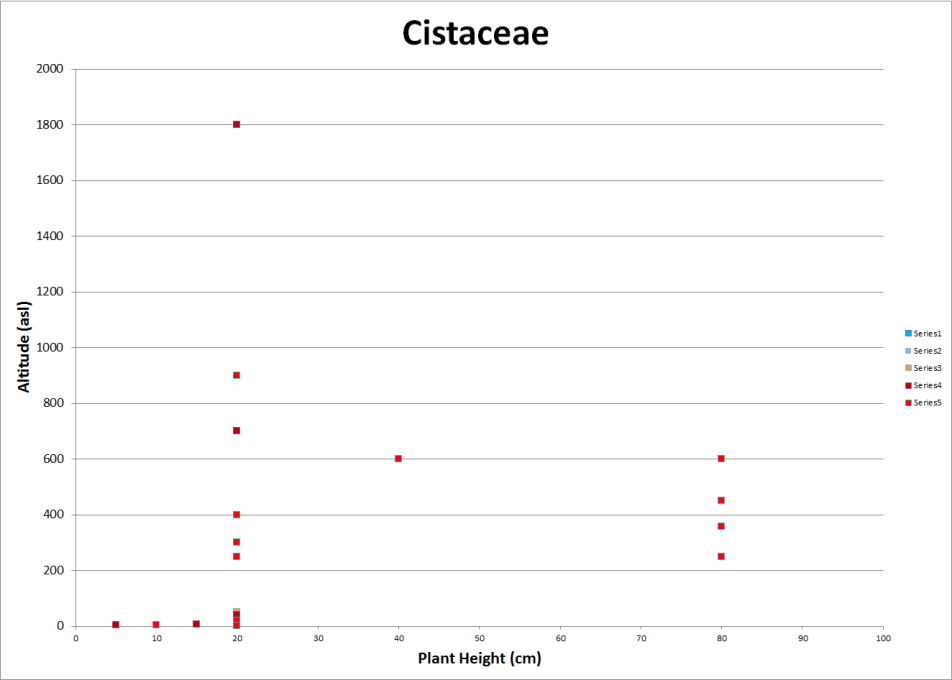 Cistaceae
2000
1800
1600
1400
1200
1000
800
600
400
200
0
Altitude (asl)
0 10 20 30 40 50 60 70 80 90 100
Plant Height (cm)
Series1
Series2
Series3
Series4
Series5